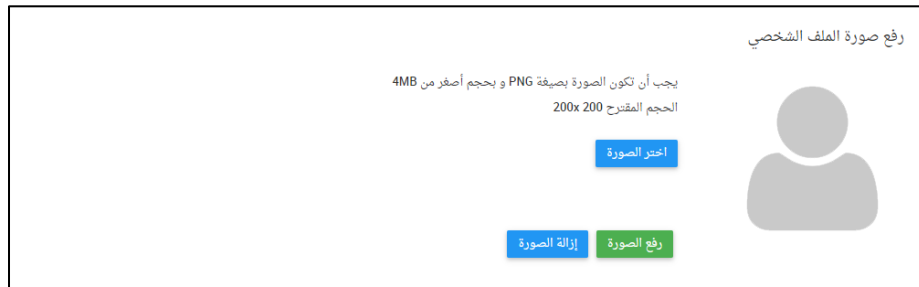 رفع صورة الملف الشخصي
يجب أن تكون الصورة بصيغة PNG و بحجم أصغر من 4MB
الحجم المقترح 200x 200
اختر الصورة
رفع الصورة
إزالة الصورة